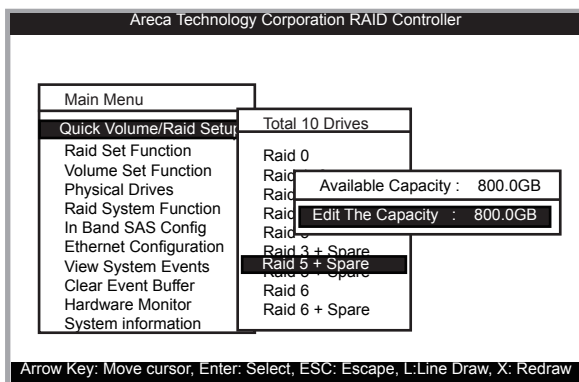 Areca Technology Corporation RAID Controller
Main Menu
Quick Volume/Raid Setup
Raid Set Function
Volume Set Function
Physical Drives
Raid System Function
In Band SAS Config
Ethernet Configuration
View System Events
Clear Event Buffer
Hardware Monitor
System information
Total 10 Drives
Raid 0
Raid
Raid
Raid
Raid 3 + Spare
Raid 5 + Spare
Raid 6
Raid 6 + Spare
Available Capacity : 800.0GB
Edit The Capacity : 800.0GB
Arrow Key: Move cursor, Enter: Select, ESC: Escape, L:Line Draw, X: Redraw